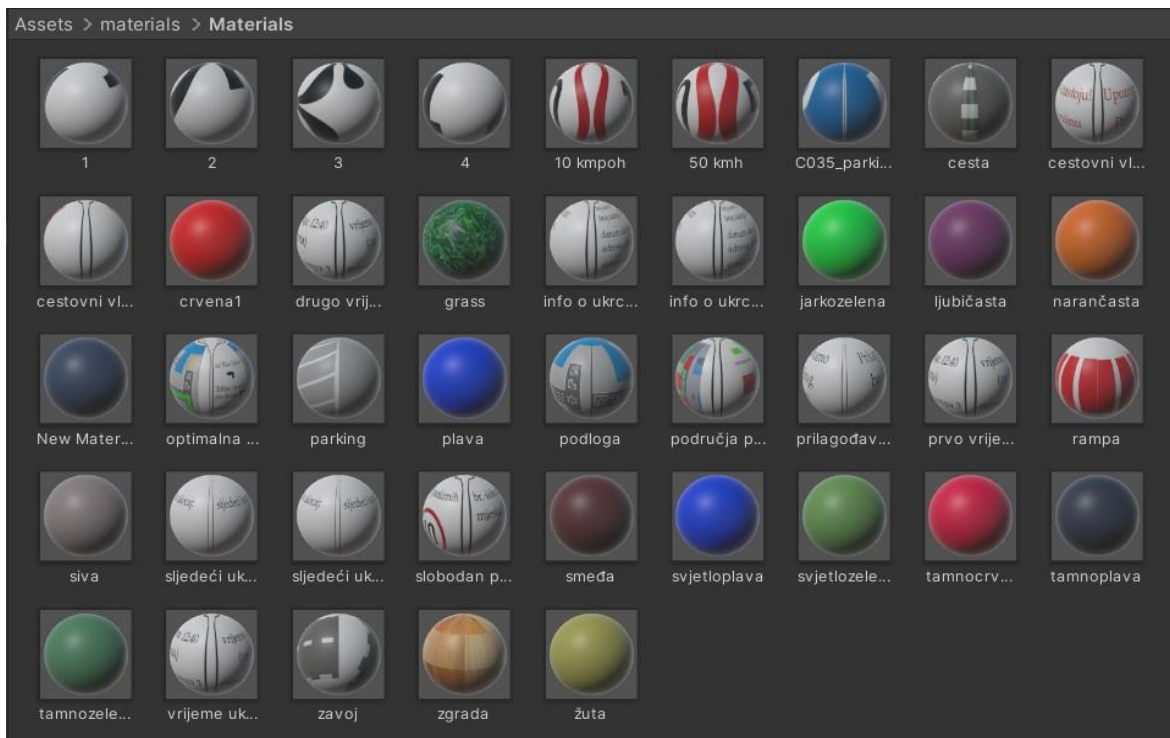 Assets > materials > Materials
1 2 3 4 10 kmpoh 50 kmh C035_parki... cesta cestovni vl...
cestovni vl... crvena1 drugo vrij... grass info o ukrc... info o ukrc... jarkozelena ljubičasta narančasta
New Mater... optimalna ... parking plava podloga područja p... prilagođav... prvo vrije... rampa
siva sljedeći uk... sljedeći uk... slobodan p... smeđa svjetloplava svjetlozele... tamnocrv... tamnoplava
tamnozele... vrijeme uk... zavoj zgrada žuta